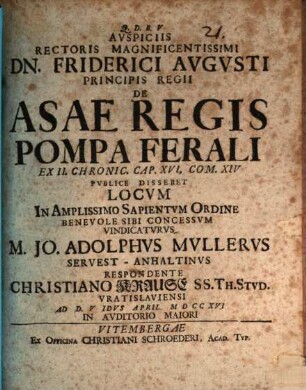 Q. D. B. V
21.
AVSPICIIS
RECTORIS MAGNIFICENTISSIMI
DN. FRIDERICI AVGVSTI
PRINCIPIS REGII
DE
ASAE REGIS
POMPA FERALI
EX II. CHRONIC. CAP. XVI. COM. XIV
PVBLICE DISSERET
LOCVM
IN AMPLISSIMO SAPIENTVM ORDINE
BENEVOLE SIBI CONCESSVM
VINDICATVRVS
M. JO. ADOLPHVS MVLLERVS
SERVEST-ANHALTINVS
RESPONDENTE
CHRISTIANO KRAUSE SS. TH. STVD.
VRATISLAVIENSI
AD D. V IDVS APRIL. MDCCXVI
IN AVDITORIO MAIORI
VITEMBERGAE
EX OFFICINA CHRISTIANI SCHROEDERI, ACAD. TYP.